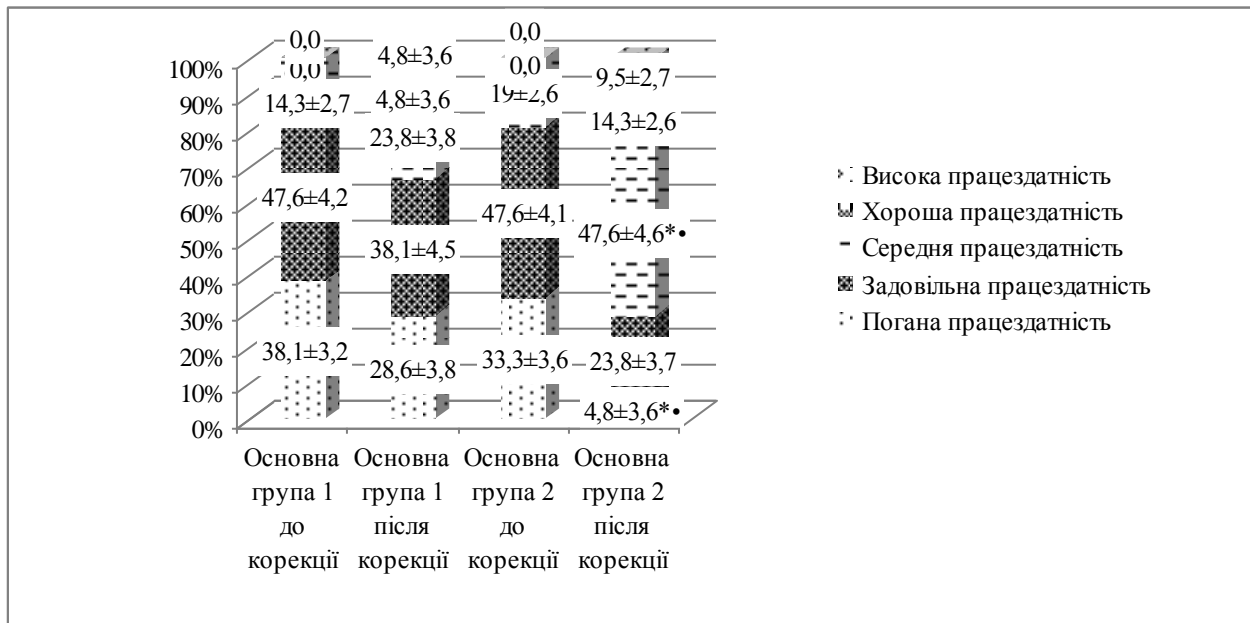 0,0
0,0
4,8±3,6
0,0
0,0
9,5±2,7
100%
90%
14,3±2,7
4,8±3,6
19±2,6
14,3±2,6
80%
23,8±3,8
70%
60%
47,6±4,2
38,1±4,5
47,6±4,1
47,6±4,6*•
50%
40%
30%
20%
38,1±3,2
28,6±3,8
33,3±3,6
23,8±3,7
10%
4,8±3,6*•
0%
Основна
група 1
до
корекції
Основна
група 1
після
корекції
Основна
група 2
до
корекції
Основна
група 2
після
корекції
Висока працездатність
Хороша працездатність
Середня працездатність
Задовільна працездатність
Погана працездатність